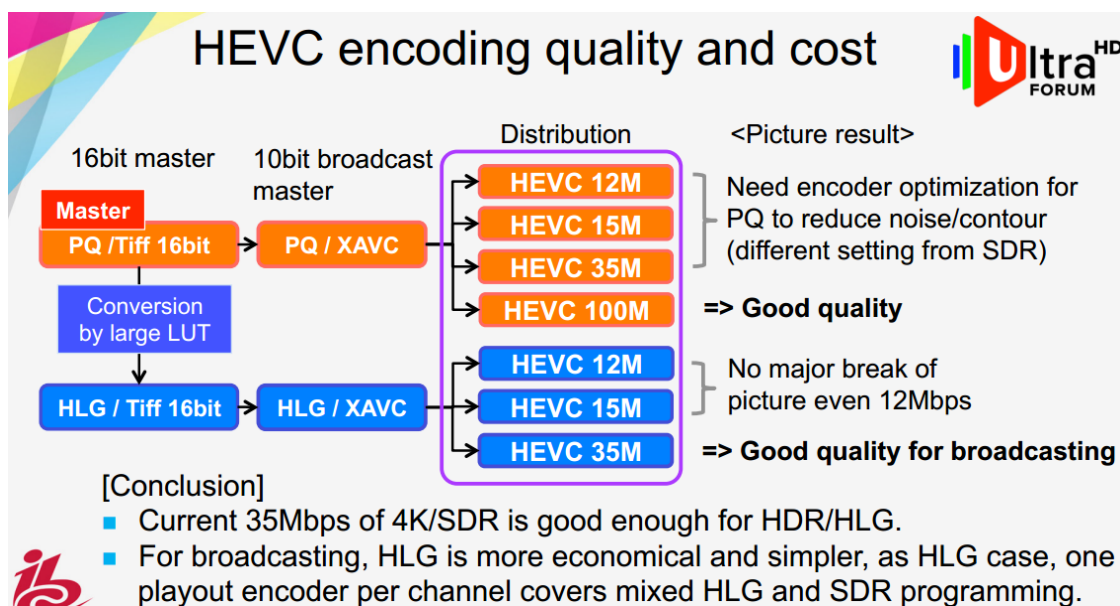 HEVC encoding quality and cost
Ultra HD
FORUM
16bit master
10bit broadcast
master
Distribution
<Picture result>
Master
PQ /Tiff 16bit
PQ / XAVC
HEVC 12M
HEVC 15M
HEVC 35M
HEVC 100M
Need encoder optimization for
PQ to reduce noise/contour
(different setting from SDR)
=> Good quality
Conversion
by large LUT
HLG / Tiff 16bit
HLG / XAVC
HEVC 12M
HEVC 15M
HEVC 35M
No major break of
picture even 12Mbps
=> Good quality for broadcasting
[Conclusion]
Current 35Mbps of 4K/SDR is good enough for HDR/HLG.
For broadcasting, HLG is more economical and simpler, as HLG case, one
playout encoder per channel covers mixed HLG and SDR programming.